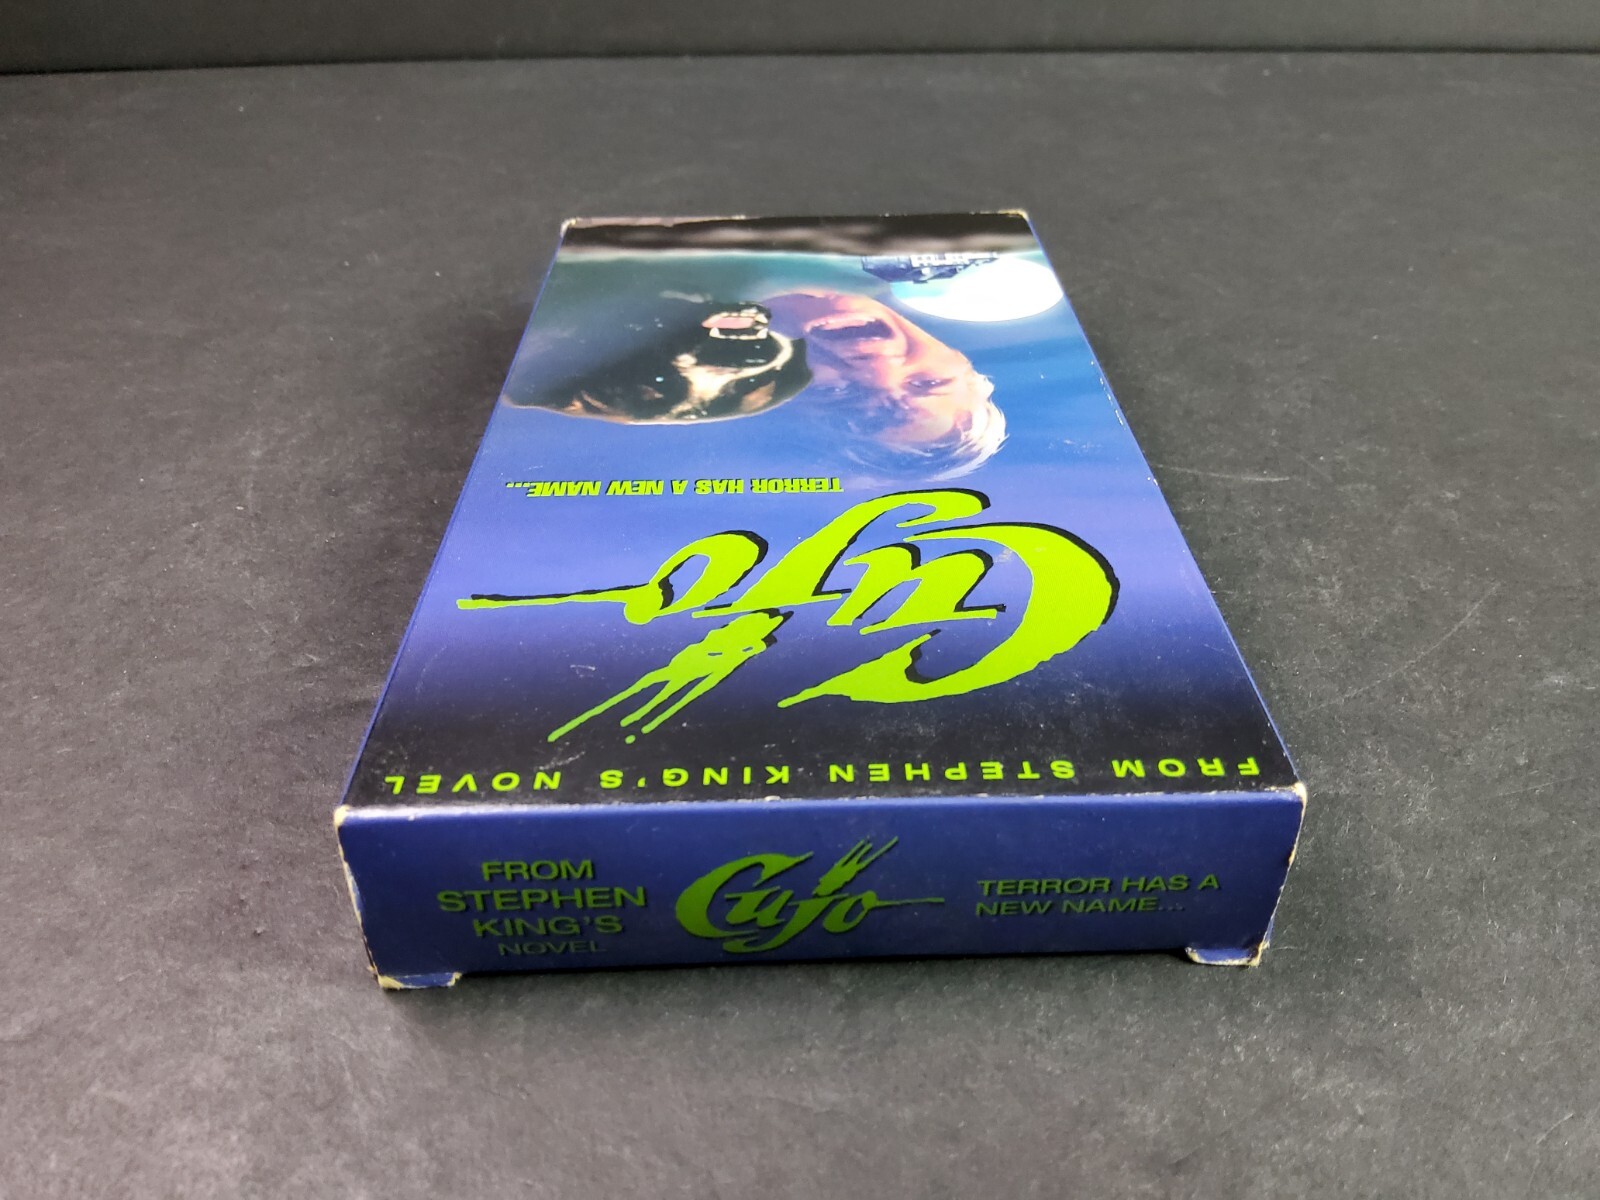 FROM STEPHEN KING'S NOVEL
Cujo
TERROR HAS A NEW NAME...
FROM
STEPHEN
KING'S
NOVEL
Cujo
TERROR HAS A
NEW NAME...